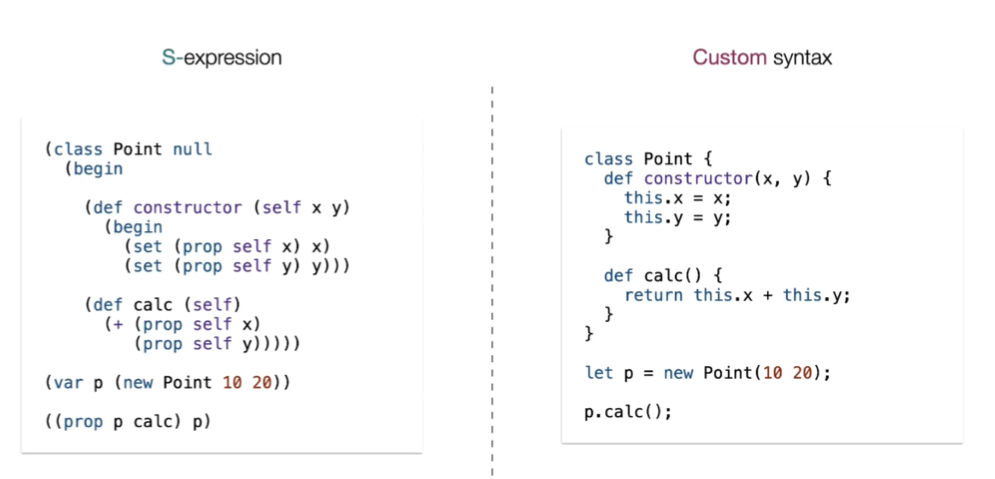 S-expression
(class Point null
  (begin

    (def constructor (self x y)
      (begin
        (set (prop self x) x)
        (set (prop self y) y)))

    (def calc (self)
      (+ (prop self x)
         (prop self y)))))

(var p (new Point 10 20))

((prop p calc) p)

Custom syntax
class Point {
  def constructor(x, y) {
    this.x = x;
    this.y = y;
  }

  def calc() {
    return this.x + this.y;
  }
}

let p = new Point(10 20);

p.calc();